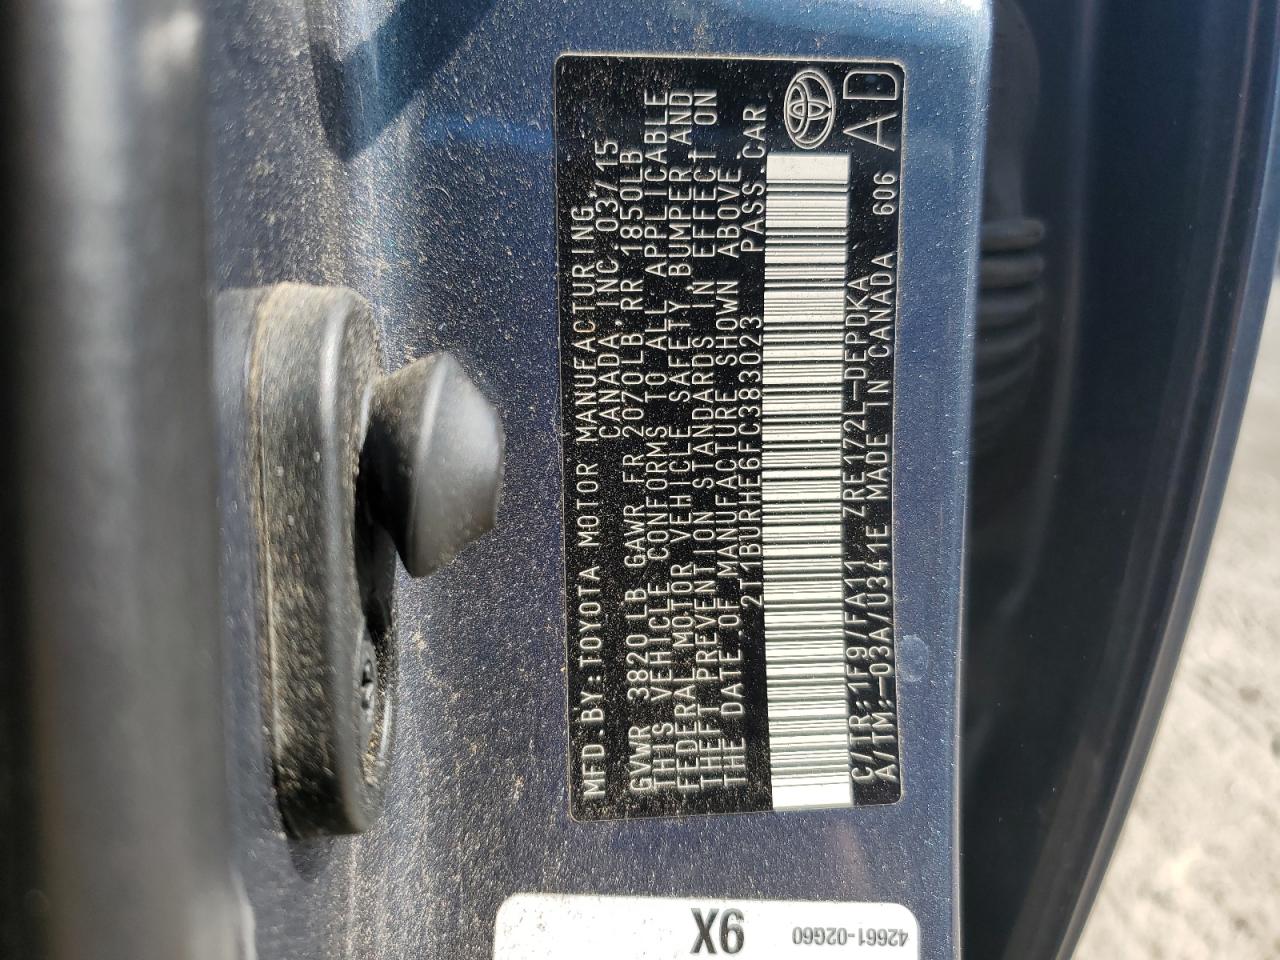 MFD.BY:TOYOTA MOTOR MANUFACTURING,
CANADA, INC. 03/15
GVWR 3820 LB GAWR FR 2070LB, RR 1850LB
THIS VEHICLE CONFORMS TO ALL APPLICABLE
FEDERAL MOTOR VEHICLE SAFETY, BUMPER, AND
THEFT PREVENTION STANDARDS IN EFFECT ON
THE DATE OF MANUFACTURE SHOWN ABOVE.
2T1BURHE6FC383023 PASS.CAR
C/TR:1F9/FA11 ZRE172L-DEPDKA
A/TM:-03A/U341E MADE IN CANADA 606
AD
9X
42661-02G60